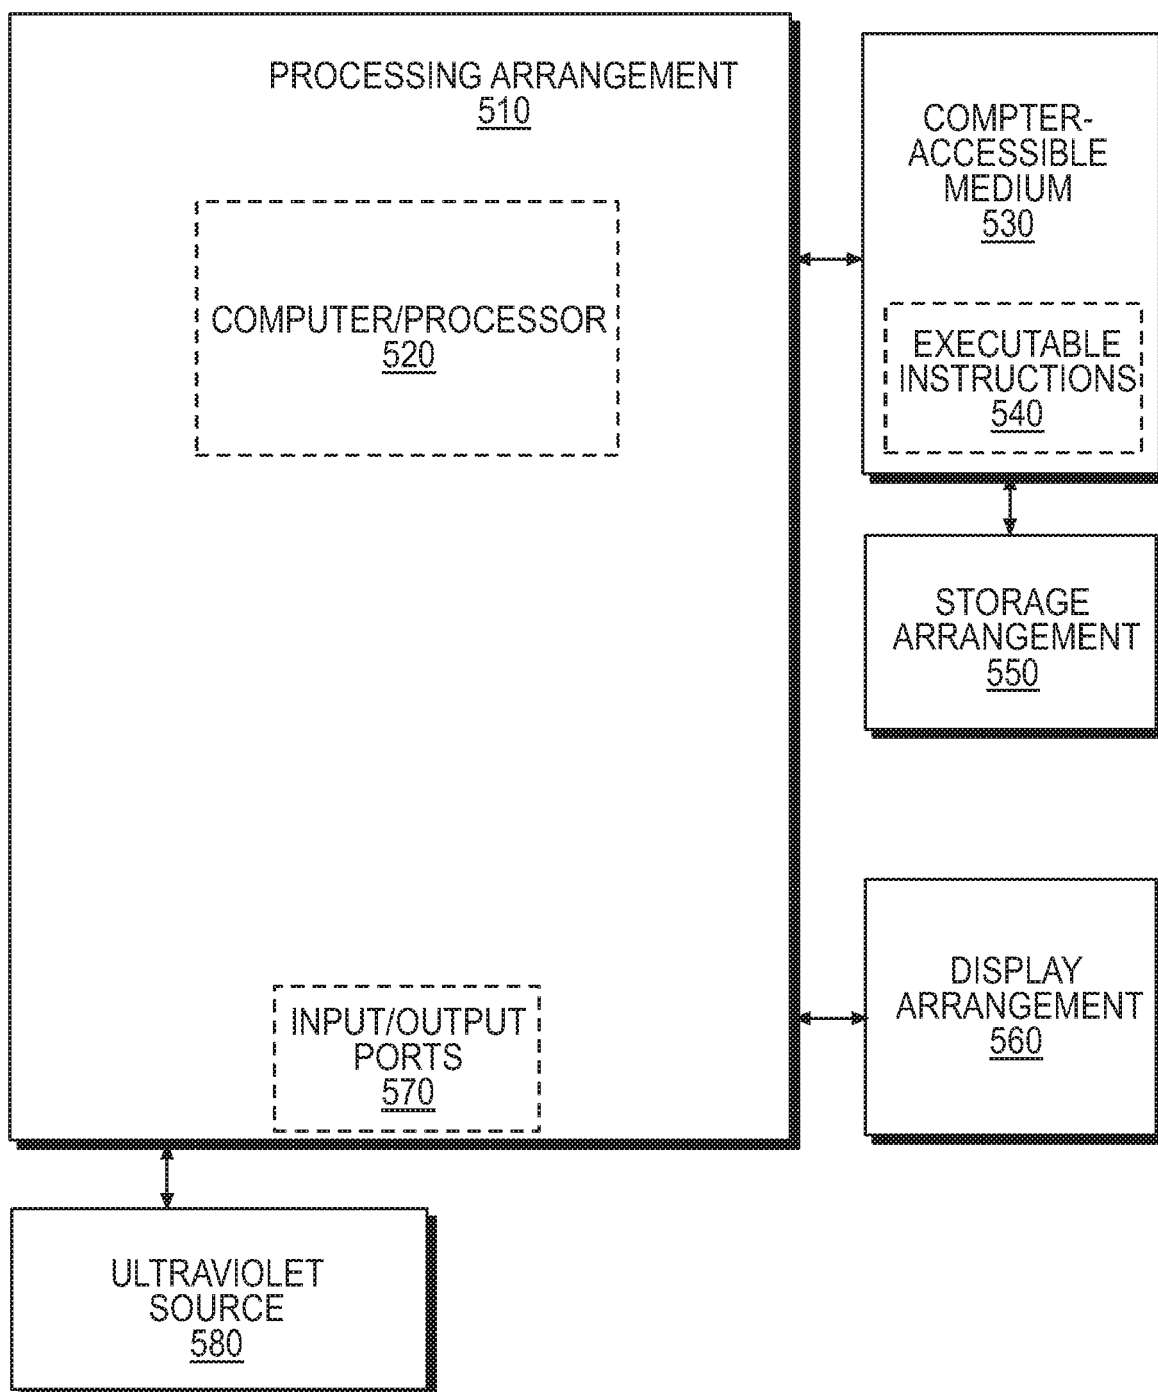 PROCESSING ARRANGEMENT
510
COMPUTER/PROCESSOR
520
INPUT/OUTPUT
PORTS
570
COMPTER-
ACCESSIBLE
MEDIUM
530
EXECUTABLE
INSTRUCTIONS
540
STORAGE
ARRANGEMENT
550
DISPLAY
ARRANGEMENT
560
ULTRAVIOLET
SOURCE
580